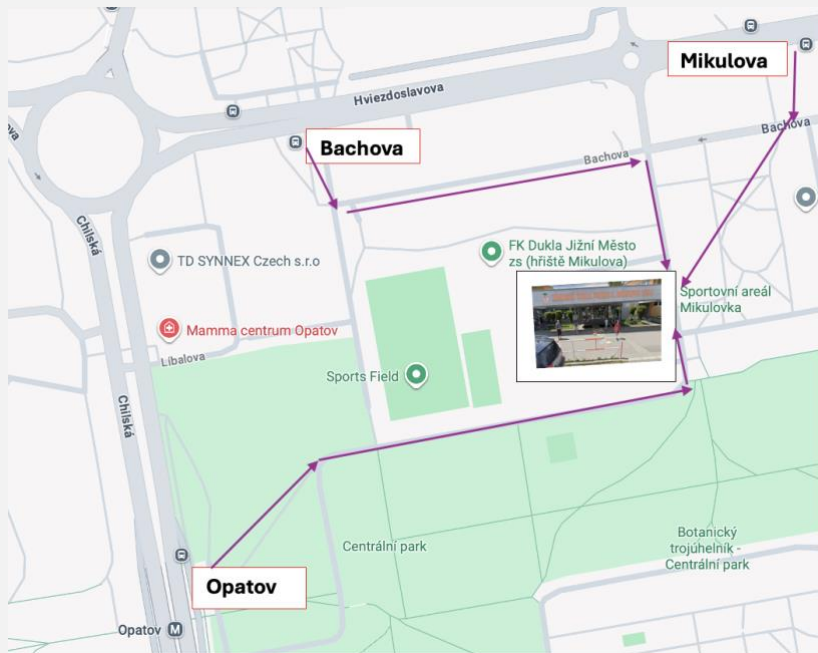 Mikulova
Hviezdoslavova
Bachova
Bachova
Bachova
Chilská
FK Dukla Jižní Město
zs (hřiště Mikulova)
TD SYNNEX Czech s.r.o
Sportovní areál
Mikulovka
Mamma centrum Opatov
Líbalova
Sports Field
Chilská
Centrální park
Botanický
trojúhelník -
Centrální park
Opatov
Opatov M